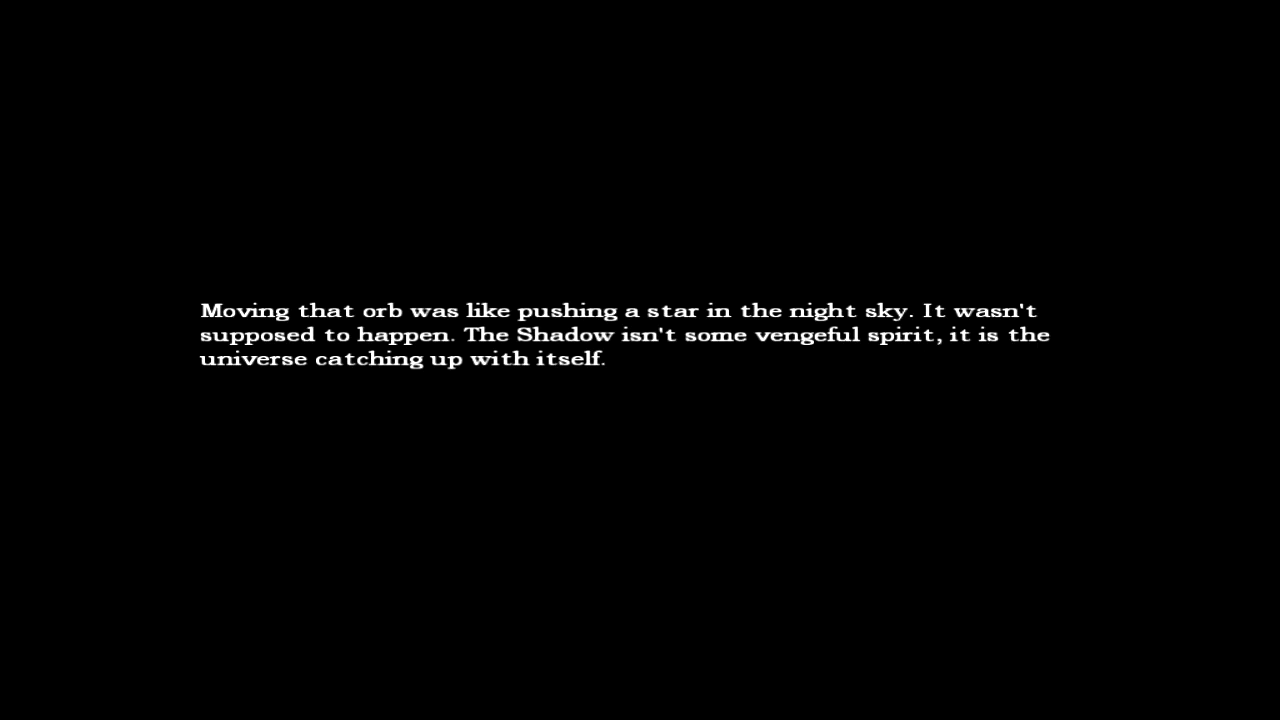 Moving that orb was like pushing a star in the night sky. It wasn't
supposed to happen. The Shadow isn't some vengeful spirit, it is the
universe catching up with itself.